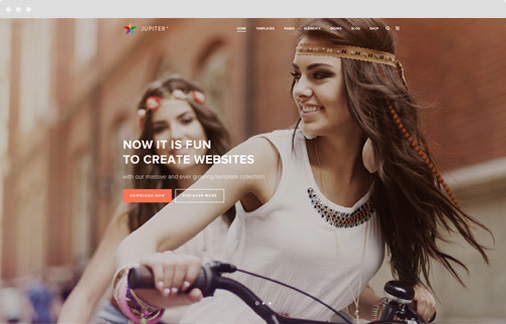 JUPITER
HOME TEMPLATES PAGES ELEMENTS WORKS BLOG SHOP
NOW IT IS FUN
TO CREATE WEBSITES
with our massive and ever growing template collection
DOWNLOAD NOW DISCOVER MORE